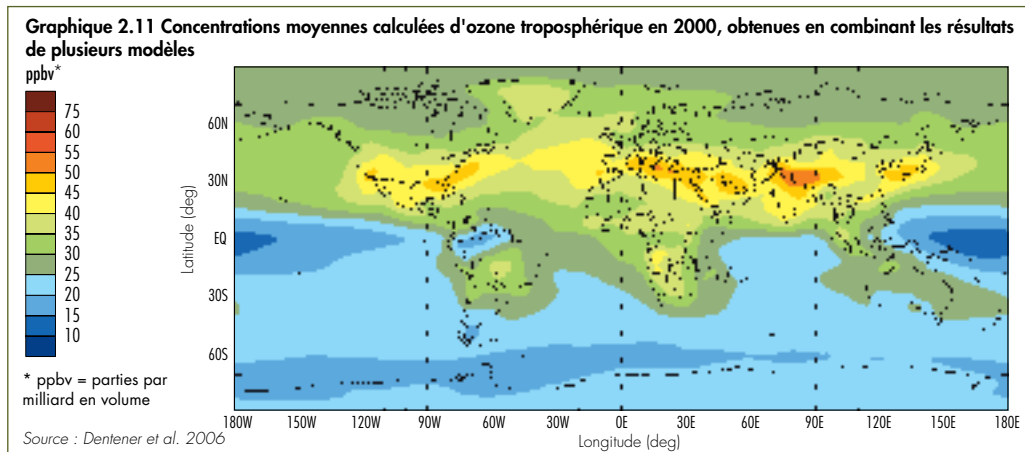 Graphique 2.11 Concentrations moyennes calculées d'ozone troposphérique en 2000, obtenues en combinant les résultats
de plusieurs modèles
ppbv*
75
60
55
50
45
40
35
30
25
20
15
10
* ppbv = parties par
milliard en volume
Source : Dentener et al. 2006
Latitude (deg)
60N
30N
EQ
30S
60S
180W 150W 120W 90W 60W 30W 0E 30E 60E 90E 120E 150E 180E
Longitude (deg)